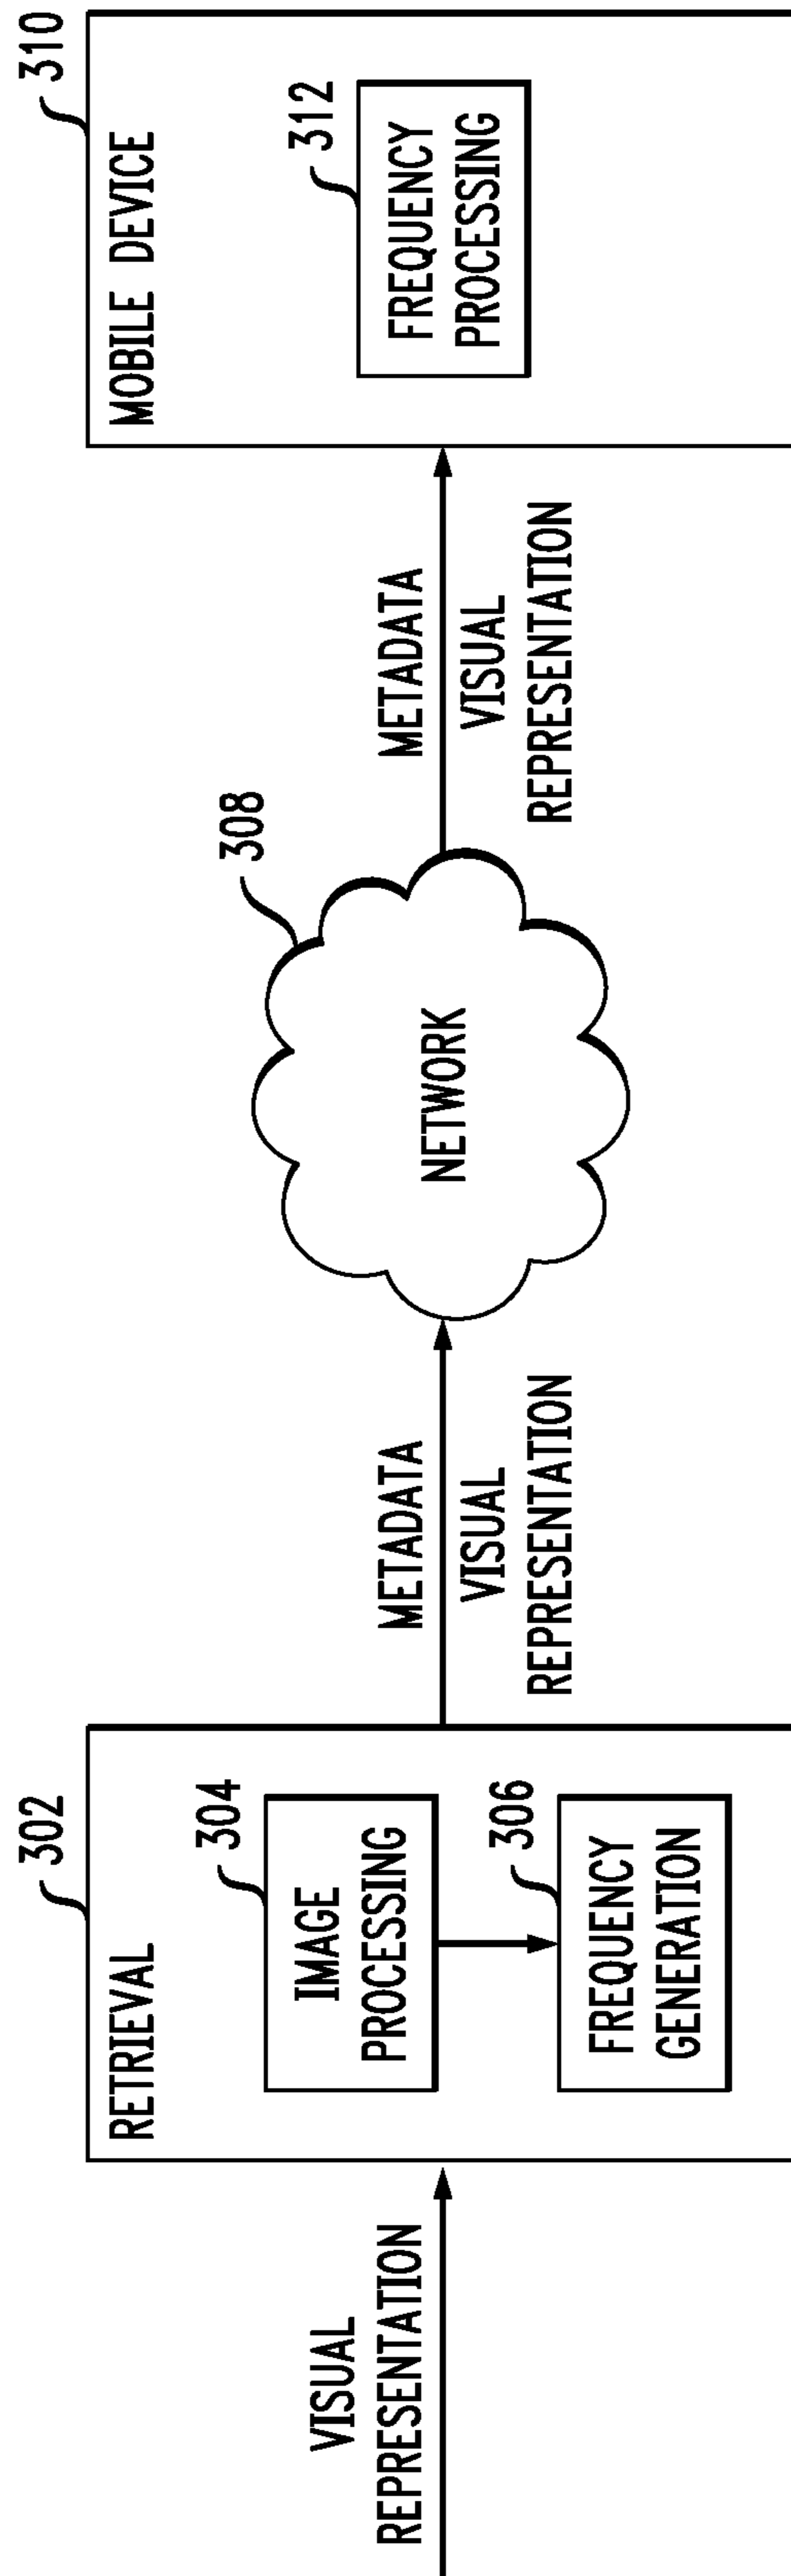 VISUAL
REPRESENTATION
302
RETRIEVAL
304
IMAGE
PROCESSING
306
FREQUENCY
GENERATION
METADATA
VISUAL
REPRESENTATION
308
NETWORK
METADATA
VISUAL
REPRESENTATION
310
MOBILE DEVICE
312
FREQUENCY
PROCESSING